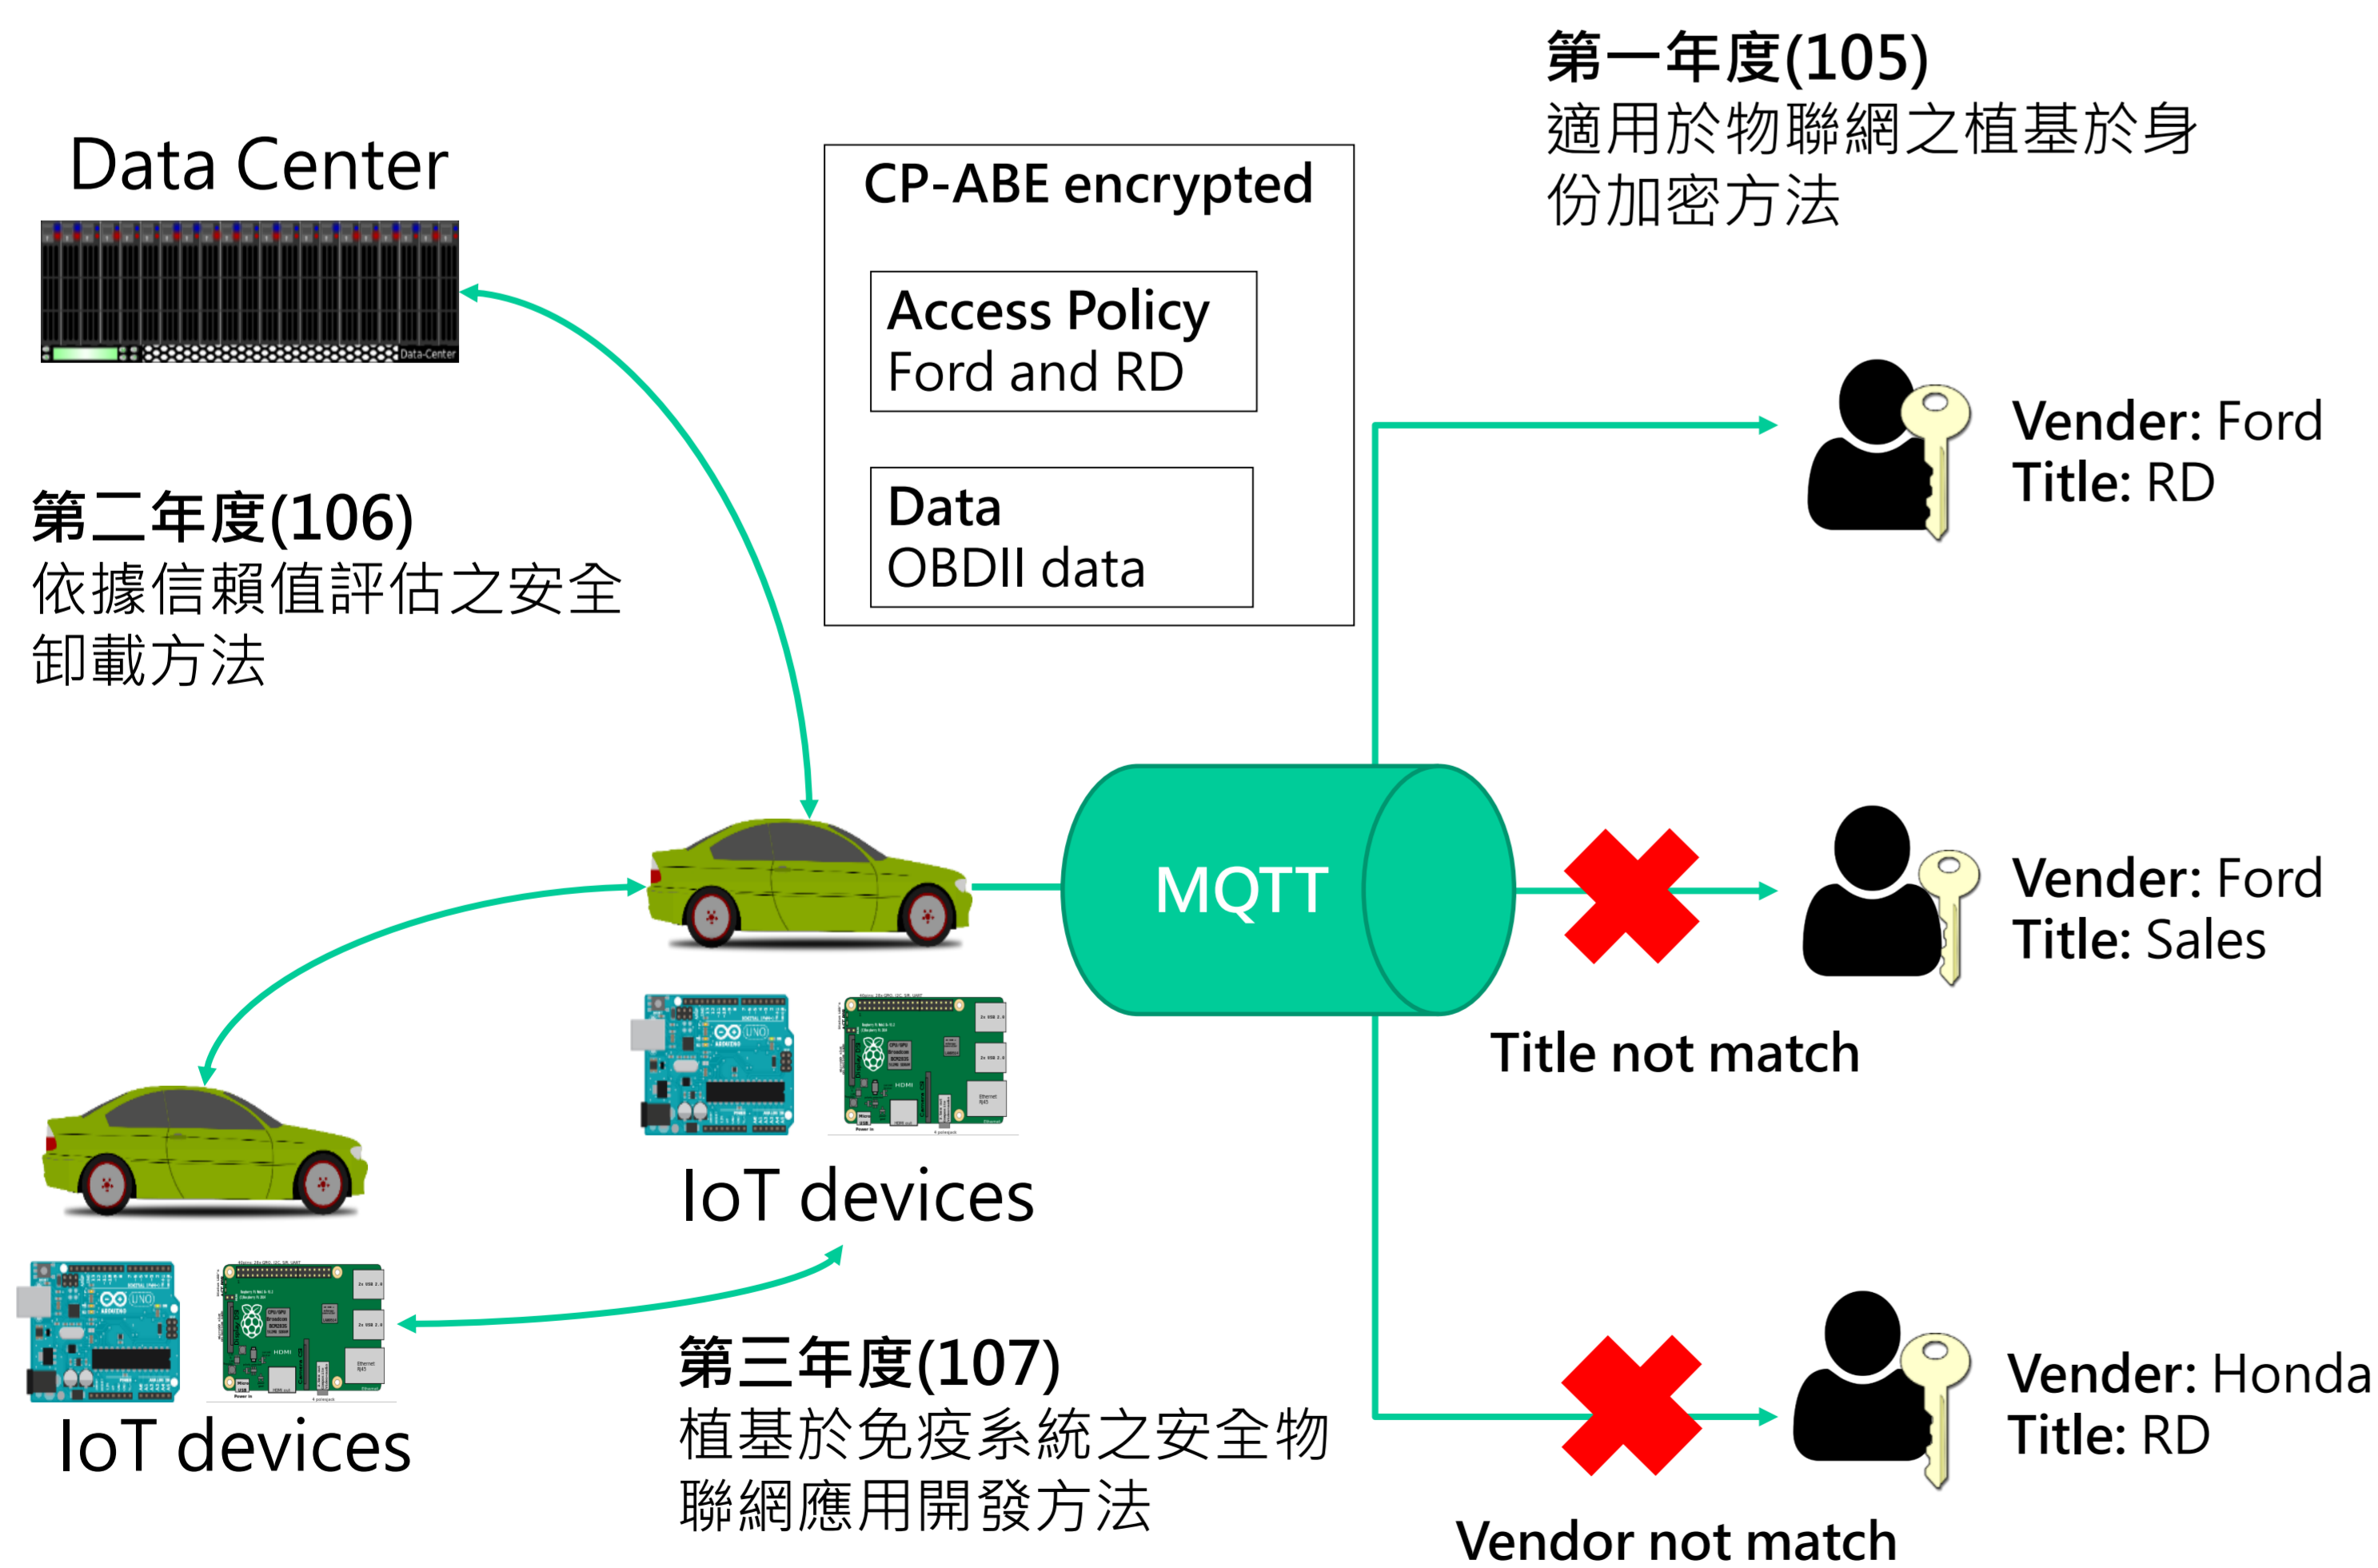 第一年度(105)
適用於物聯網之植基於身
份加密方法
Data Center
Data-Center
CP-ABE encrypted
Access Policy
Ford and RD
Data
OBDII data
Vender: Ford
Title: RD
第二年度(106)
依據信賴值評估之安全
卸載方法
MQTT
Vender: Ford
Title: Sales
Title not match
IoT devices
IoT devices
第三年度(107)
植基於免疫系統之安全物
聯網應用開發方法
Vender: Honda
Title: RD
Vendor not match